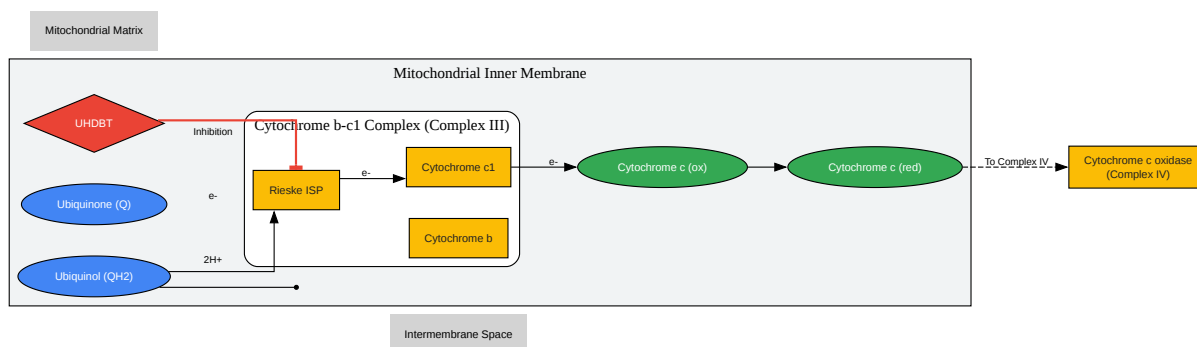 Mitochondrial Matrix
Mitochondrial Inner Membrane
UHDBT
Inhibition
Cytochrome b-c1 Complex (Complex III)
Rieske ISP
e-
Cytochrome c1
e-
Cytochrome c (ox)
Cytochrome c (red)
To Complex IV
Cytochrome c oxidase
(Complex IV)
Ubiquinone (Q)
e-
Cytochrome b
Ubiquinol (QH2)
2H+
Intermembrane Space